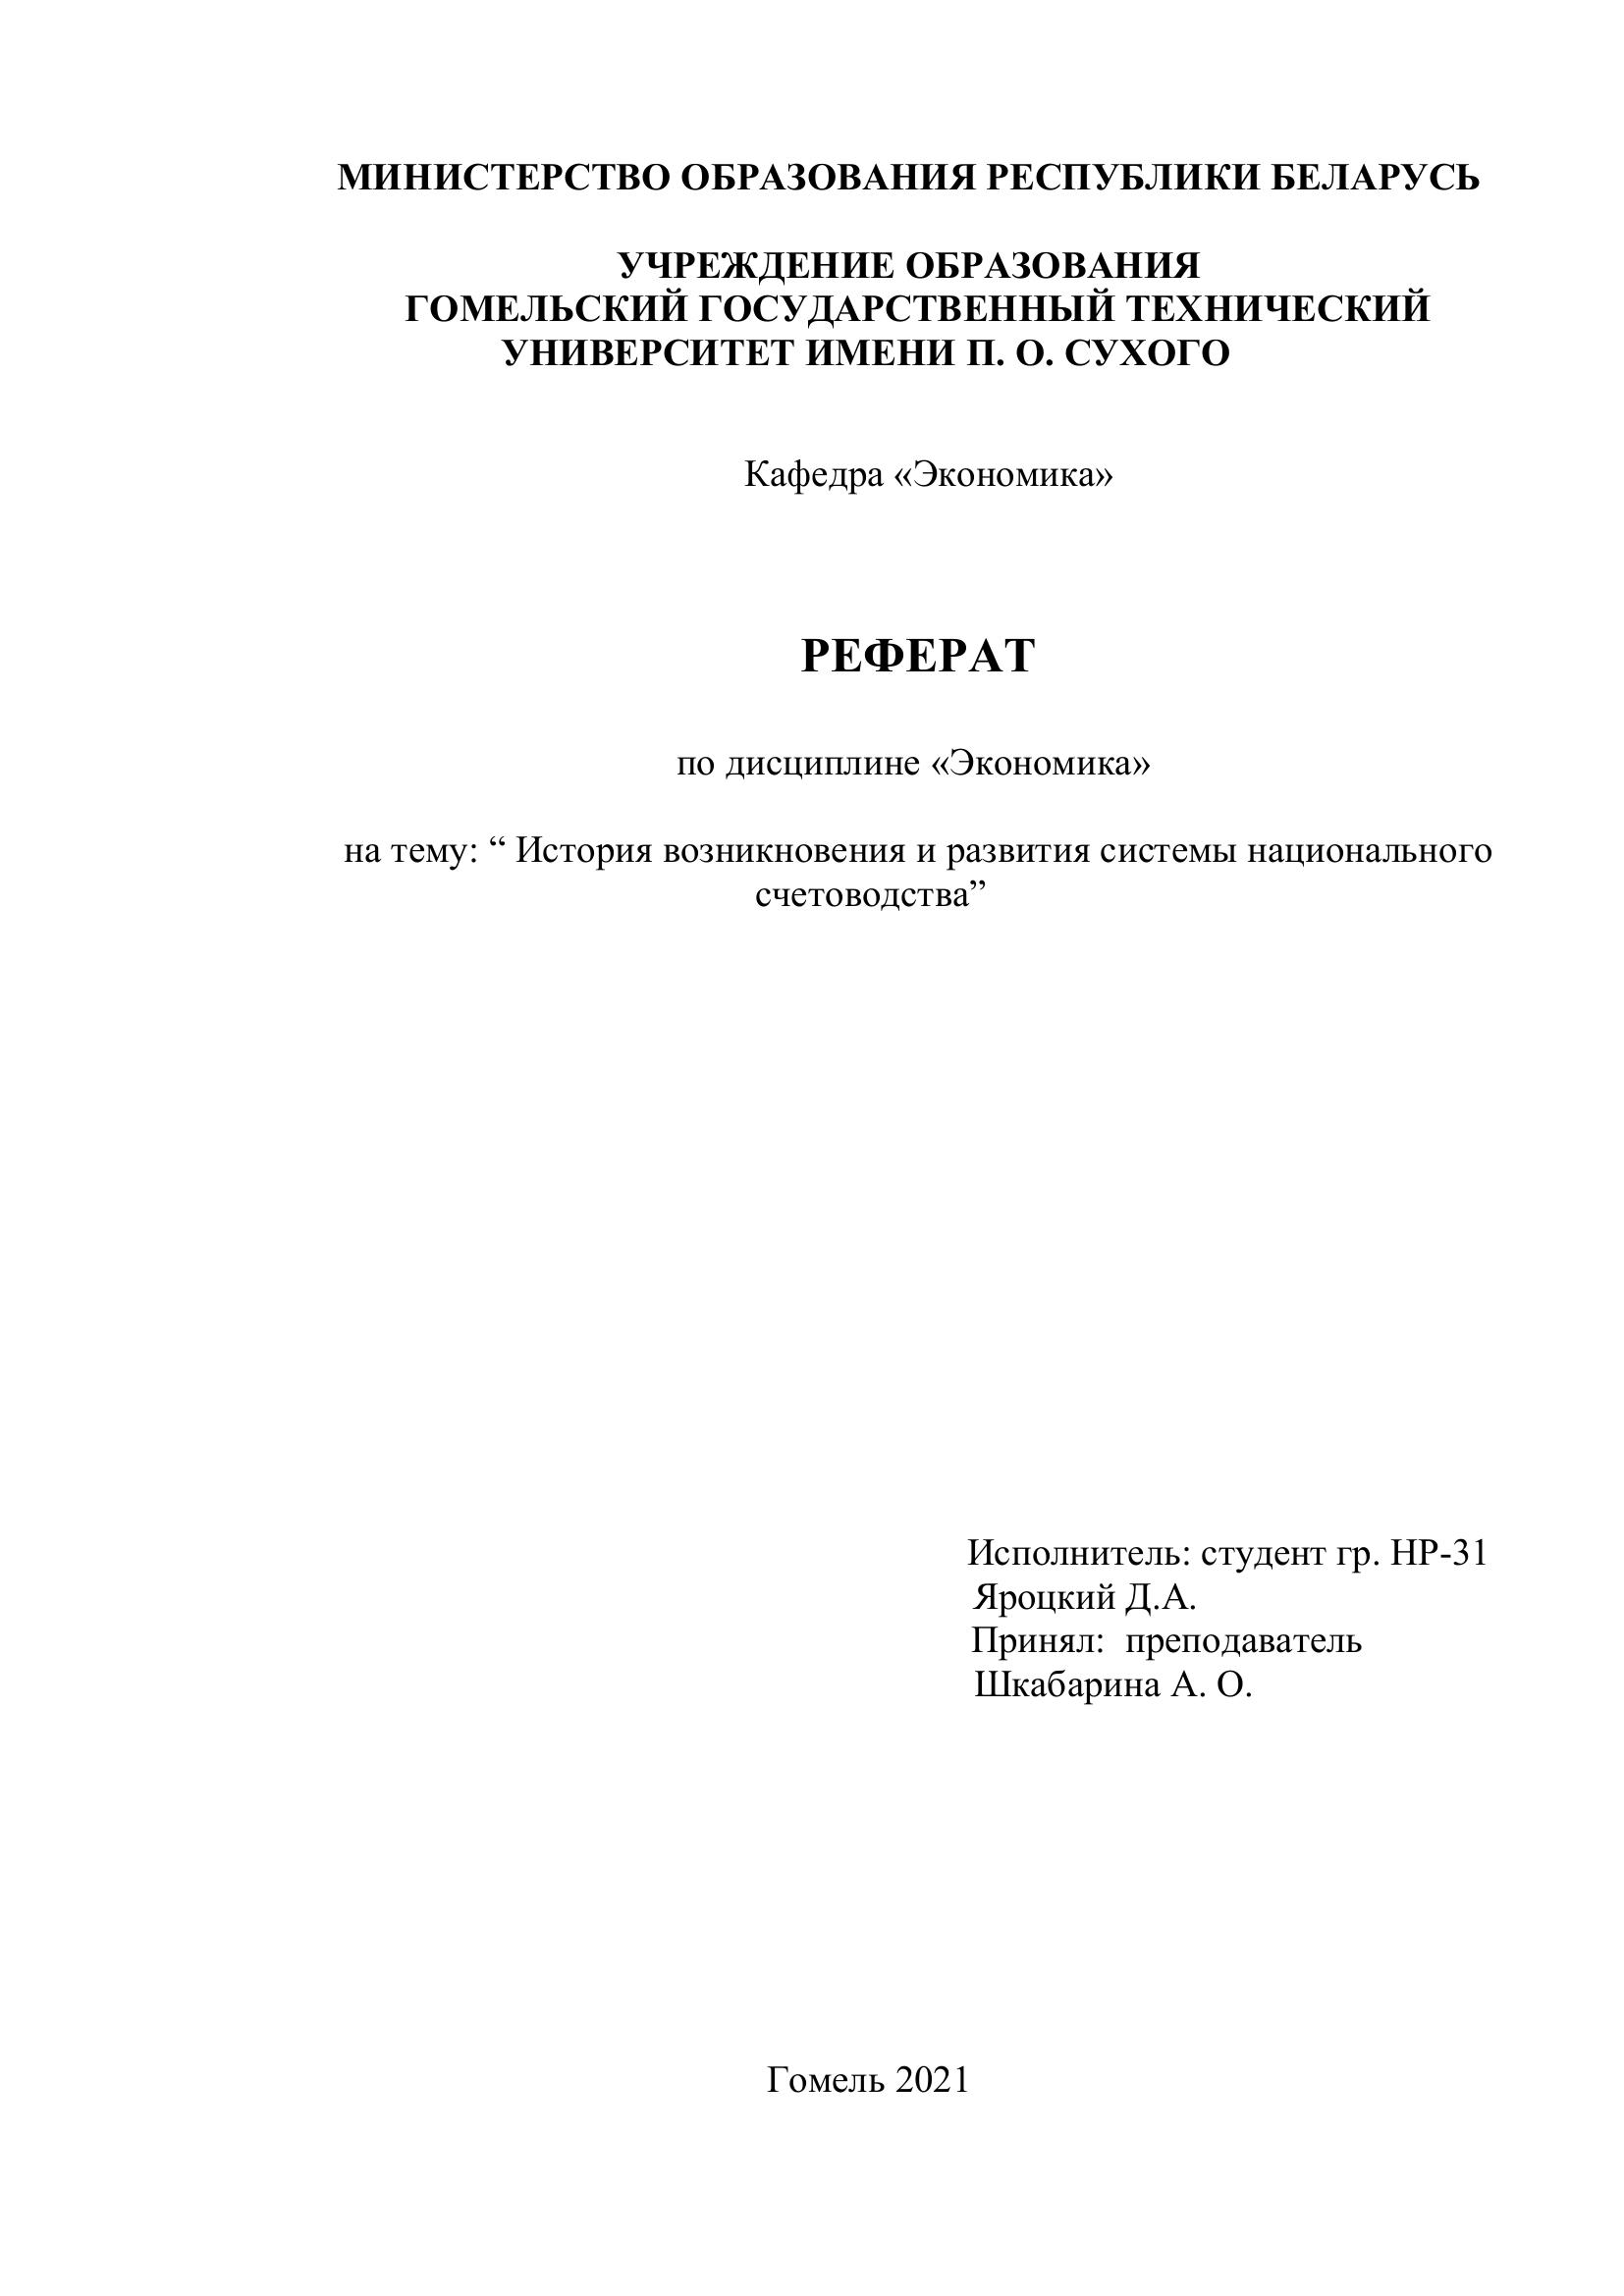 МИНИСТЕРСТВО ОБРАЗОВАНИЯ РЕСПУБЛИКИ БЕЛАРУСЬ
УЧРЕЖДЕНИЕ ОБРАЗОВАНИЯ
ГОМЕЛЬСКИЙ ГОСУДАРСТВЕННЫЙ ТЕХНИЧЕСКИЙ
УНИВЕРСИТЕТ ИМЕНИ П. О. СУХОГО
Кафедра «Экономика»
РЕФЕРАТ
по дисциплине «Экономика»
на тему: “ История возникновения и развития системы национального
счетоводства”
Исполнитель: студент гр. НР-31
Яроцкий Д.А.
Принял:  преподаватель
Шкабарина А. О.
Гомель 2021